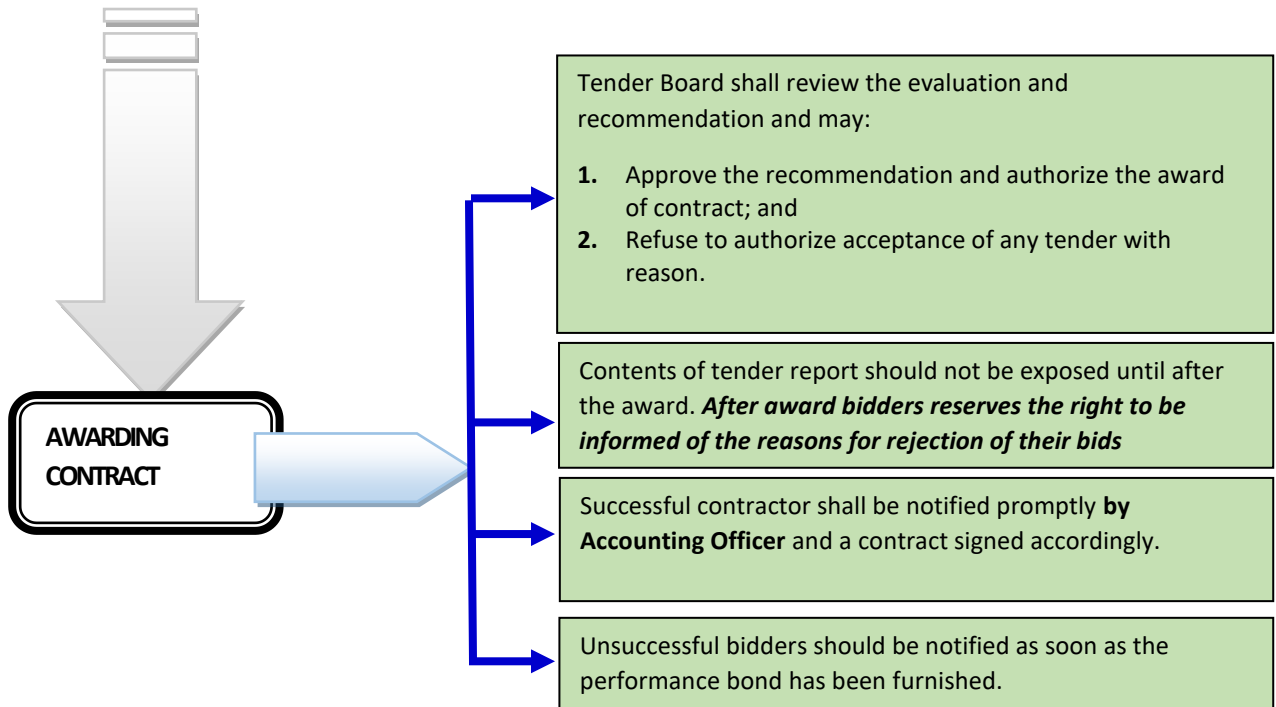 AWARDING
CONTRACT
Tender Board shall review the evaluation and
recommendation and may:
1. Approve the recommendation and authorize the award
of contract; and
2. Refuse to authorize acceptance of any tender with
reason.
Contents of tender report should not be exposed until after
the award. After award bidders reserves the right to be
informed of the reasons for rejection of their bids
Successful contractor shall be notified promptly by
Accounting Officer and a contract signed accordingly.
Unsuccessful bidders should be notified as soon as the
performance bond has been furnished.